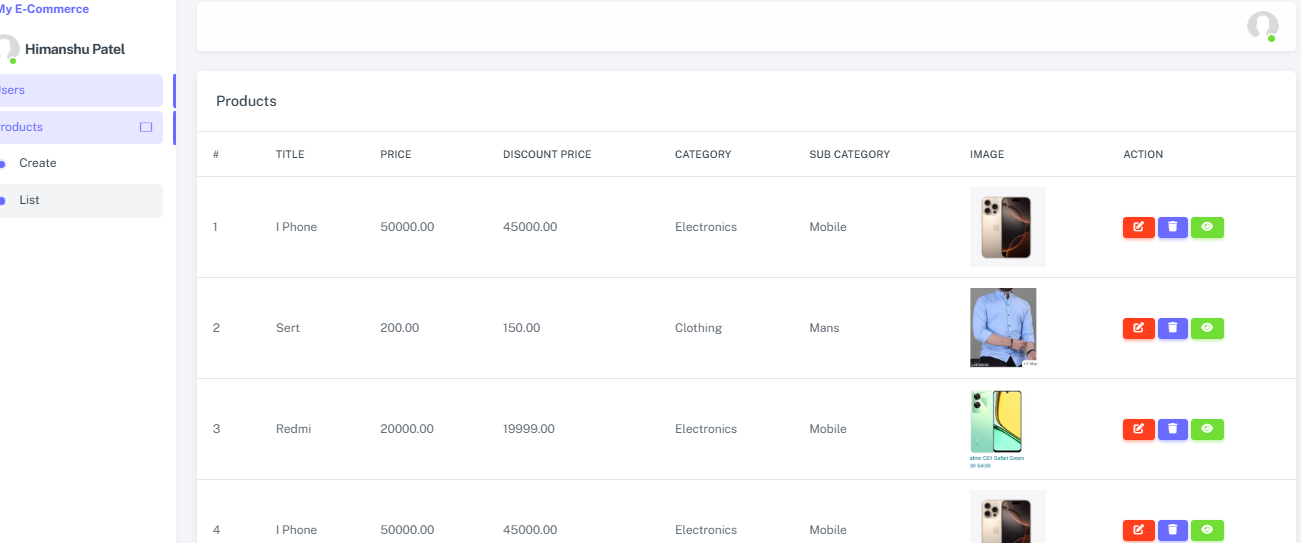 My E-Commerce
Himanshu Patel
Users
Products
Create
List
Products
# TITLE PRICE DISCOUNT PRICE CATEGORY SUB CATEGORY IMAGE ACTION
1 I Phone 50000.00 45000.00 Electronics Mobile
2 Sert 200.00 150.00 Clothing Mans
3 Redmi 20000.00 19999.00 Electronics Mobile
alme C61 Safari Green
4 I Phone 50000.00 45000.00 Electronics Mobile